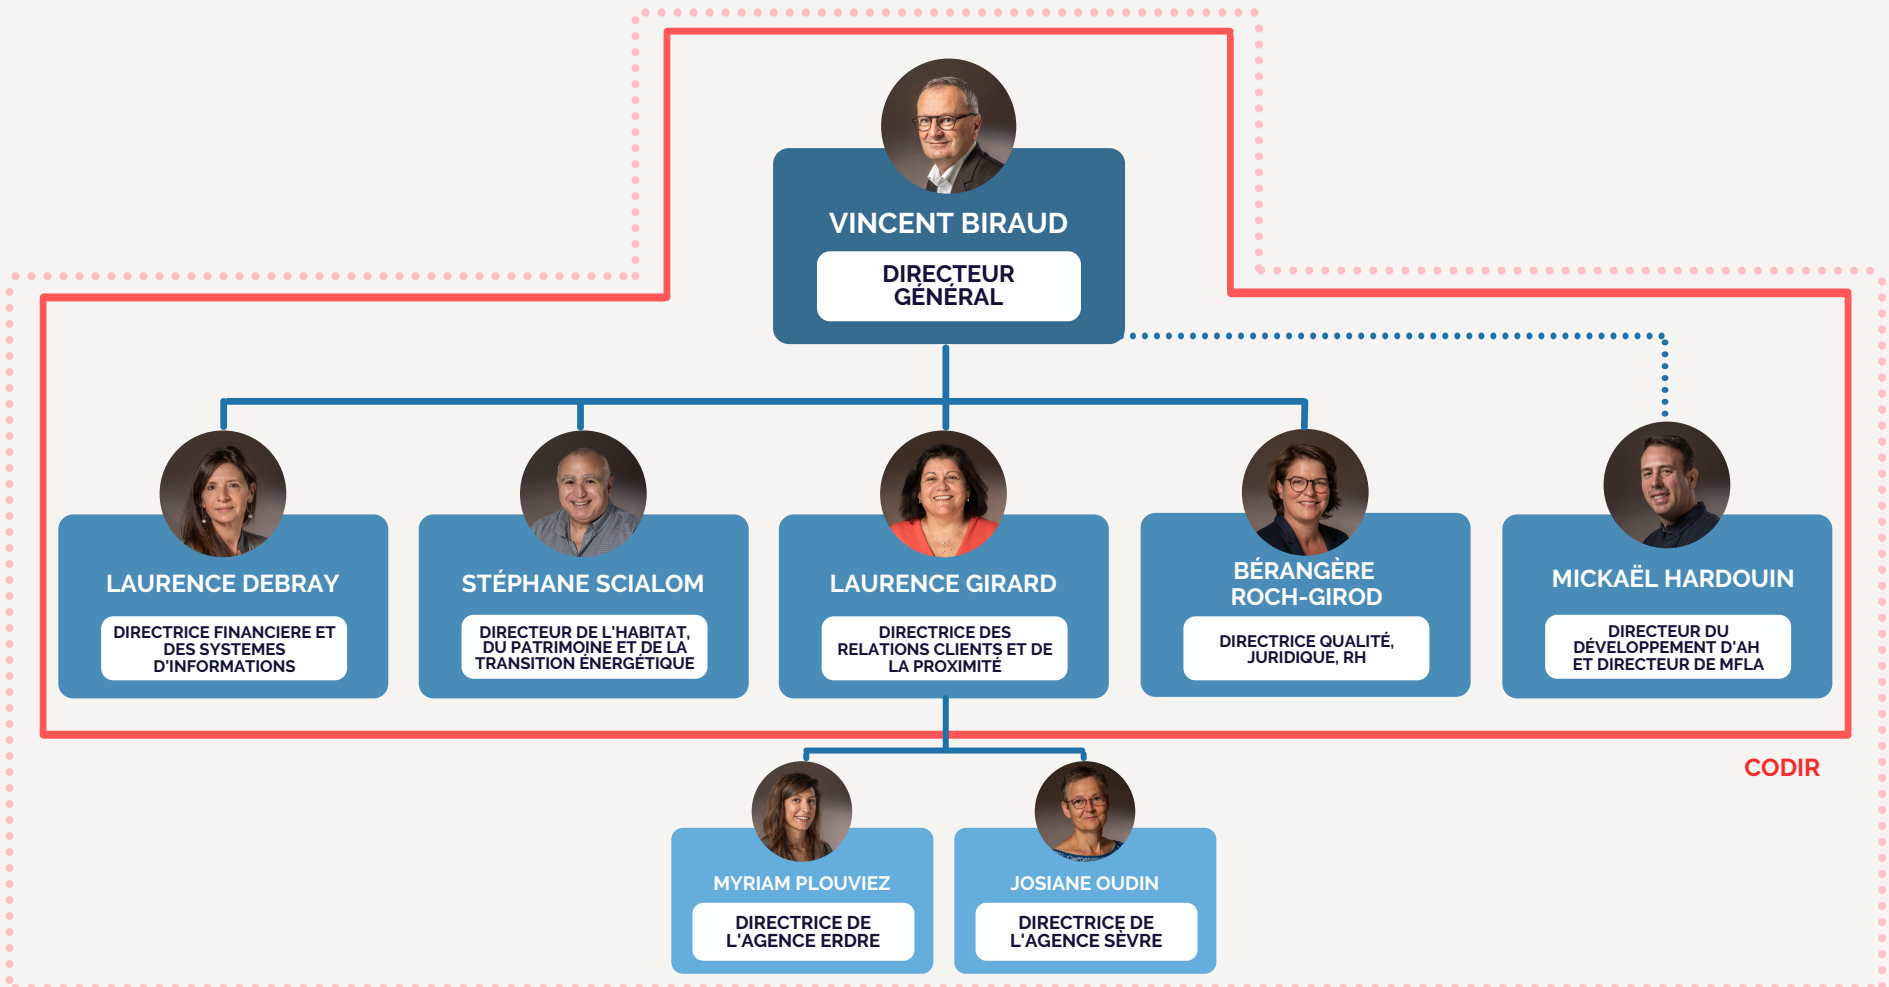 VINCENT BIRAUD
DIRECTEUR
GÉNÉRAL
LAURENCE DEBRAY
DIRECTRICE FINANCIERE ET
DES SYSTEMES
D'INFORMATIONS
STÉPHANE SCIALOM
DIRECTEUR DE L'HABITAT,
DU PATRIMOINE ET DE LA
TRANSITION ÉNERGÉTIQUE
LAURENCE GIRARD
DIRECTRICE DES
RELATIONS CLIENTS ET DE
LA PROXIMITÉ
BÉRANGÈRE
ROCH-GIROD
DIRECTRICE QUALITÉ,
JURIDIQUE, RH
MICKAËL HARDOUIN
DIRECTEUR DU
DÉVELOPPEMENT D'AH
ET DIRECTEUR DE MFLA
CODIR
MYRIAM PLOUVIEZ
DIRECTRICE DE
L'AGENCE ERDRE
JOSIANE OUDIN
DIRECTRICE DE
L'AGENCE SÈVRE